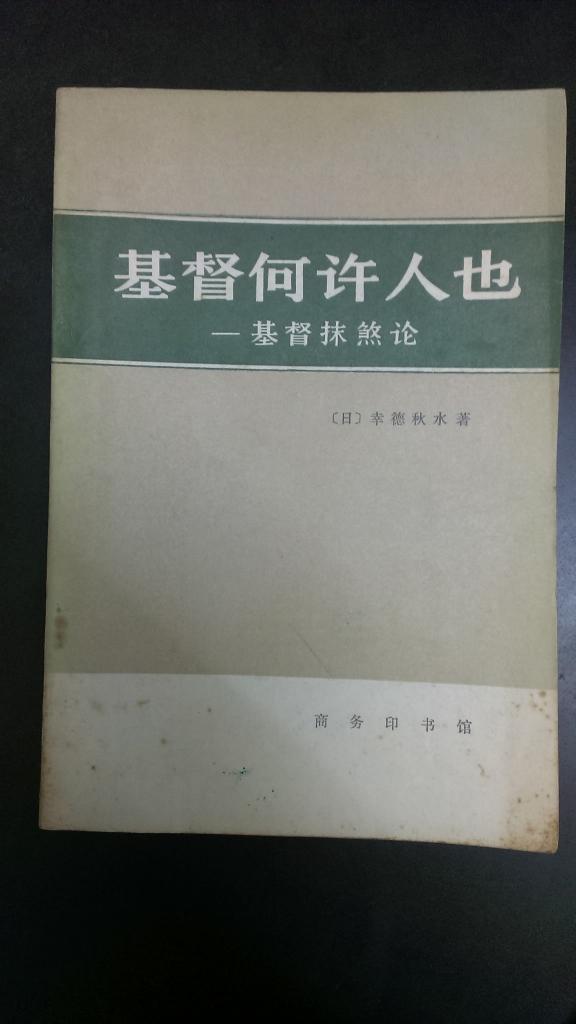 基督何许人也
—基督抹煞论
〔日〕幸德秋水著
商务印书馆